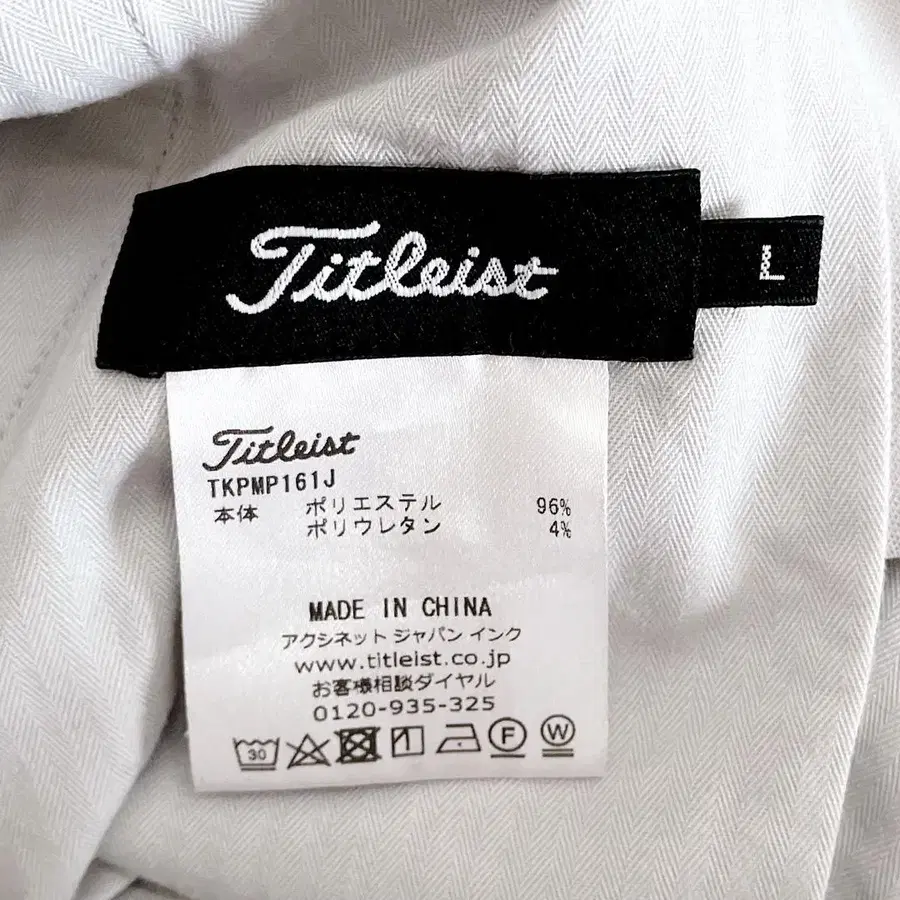 Titleist
L
Titleist
TKPMP161J
本体 ポリエステル 96%
ポリウレタン 4%
MADE IN CHINA
アクシネット ジャパン インク
www.titleist.co.jp
お客様相談ダイヤル
0120-935-325
30 F W